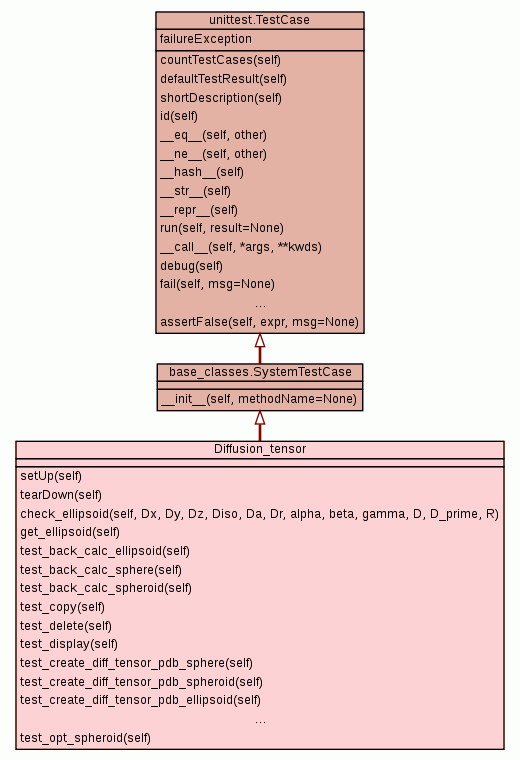 unittest.TestCase
failureException
countTestCases(self)
defaultTestResult(self)
shortDescription(self)
id(self)
__eq__(self, other)
__ne__(self, other)
__hash__(self)
__str__(self)
__repr__(self)
run(self, result=None)
__call__(self, *args, **kwds)
debug(self)
fail(self, msg=None)
...
assertFalse(self, expr, msg=None)
base_classes.SystemTestCase
__init__(self, methodName=None)
Diffusion_tensor
setUp(self)
tearDown(self)
check_ellipsoid(self, Dx, Dy, Dz, Diso, Da, Dr, alpha, beta, gamma, D, D_prime, R)
get_ellipsoid(self)
test_back_calc_ellipsoid(self)
test_back_calc_sphere(self)
test_back_calc_spheroid(self)
test_copy(self)
test_delete(self)
test_display(self)
test_create_diff_tensor_pdb_sphere(self)
test_create_diff_tensor_pdb_spheroid(self)
test_create_diff_tensor_pdb_ellipsoid(self)
...
test_opt_spheroid(self)